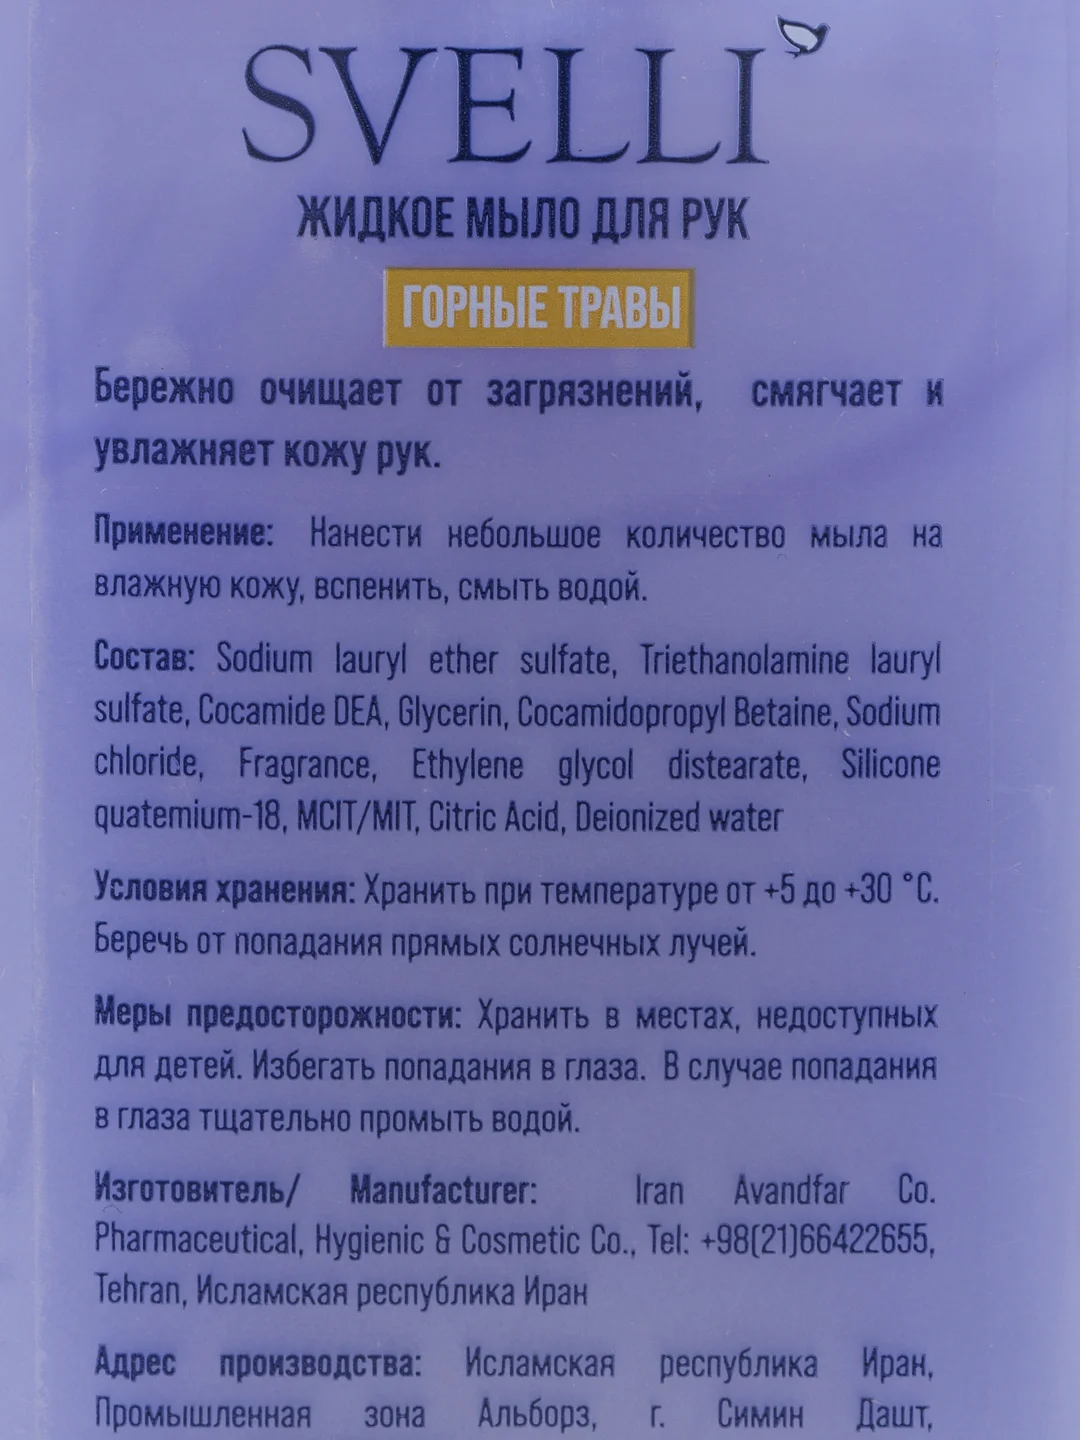 SVELLI
ЖИДКОЕ МЫЛО ДЛЯ РУК
ГОРНЫЕ ТРАВЫ
Бережно очищает от загрязнений, смягчает и
увлажняет кожу рук.
Применение: Нанести небольшое количество мыла на
влажную кожу, вспенить, смыть водой.
Состав: Sodium lauryl ether sulfate, Triethanolamine lauryl
sulfate, Cocamide DEA, Glycerin, Cocamidopropyl Betaine, Sodium
chloride, Fragrance, Ethylene glycol distearate, Silicone
quatemium-18, MCIT/MIT, Citric Acid, Deionized water
Условия хранения: Хранить при температуре от +5 до +30 °C.
Беречь от попадания прямых солнечных лучей.
Меры предосторожности: Хранить в местах, недоступных
для детей. Избегать попадания в глаза. В случае попадания
в глаза тщательно промыть водой.
Изготовитель/ Manufacturer: Iran Avandfar Co.
Pharmaceutical, Hygienic & Cosmetic Co., Tel: +98(21)66422655,
Tehran, Исламская республика Иран
Адрес производства: Исламская республика Иран,
Промышленная зона Альборз, г. Симин Дашт,